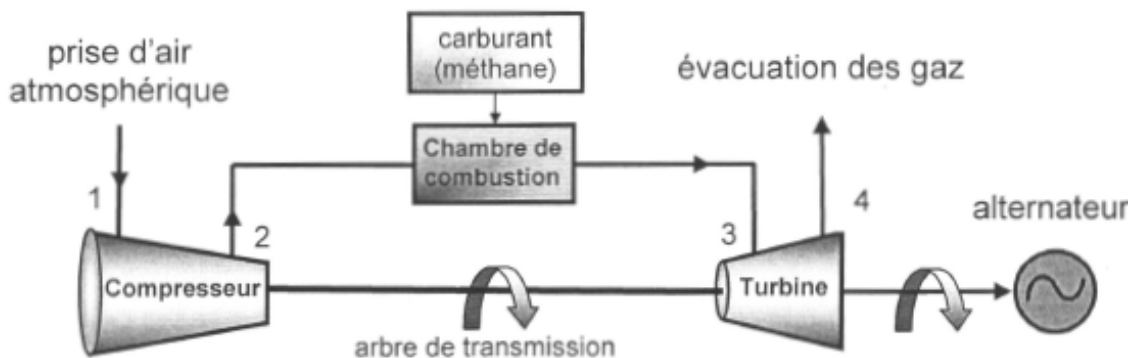 prise d'air
atmosphérique
carburant
(méthane)
évacuation des gaz
Chambre de
combustion
1
2
3
4
alternateur
Compresseur
Turbine
arbre de transmission